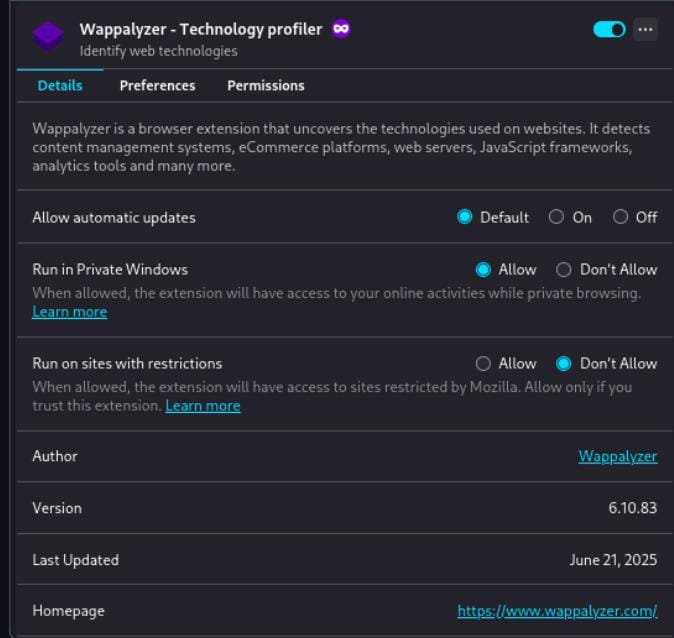 Wappalyzer - Technology profiler
Identify web technologies
Details Preferences Permissions
Wappalyzer is a browser extension that uncovers the technologies used on websites. It detects
content management systems, eCommerce platforms, web servers, JavaScript frameworks,
analytics tools and many more.
Allow automatic updates Default On Off
Run in Private Windows Allow Don't Allow
When allowed, the extension will have access to your online activities while private browsing.
Learn more
Run on sites with restrictions Allow Don't Allow
When allowed, the extension will have access to sites restricted by Mozilla. Allow only if you
trust this extension. Learn more
Author Wappalyzer
Version 6.10.83
Last Updated June 21, 2025
Homepage https://www.wappalyzer.com/